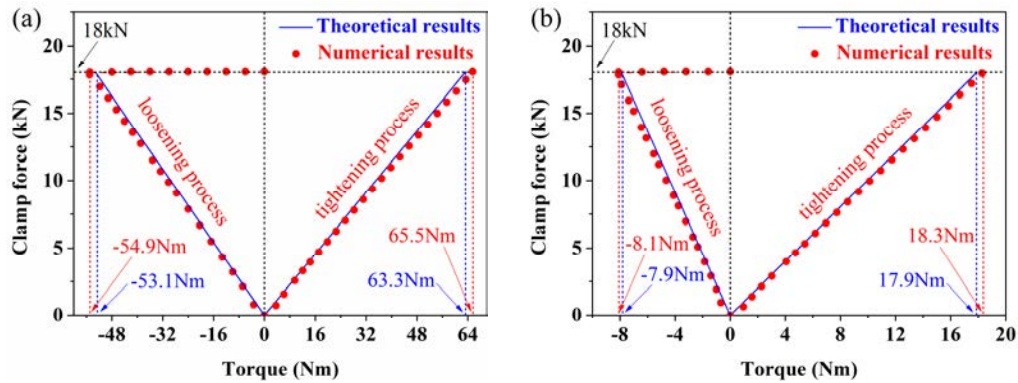 (a)
18kN
Theoretical results
Numerical results
20
15
10
5
0
Clamp force (kN)
loosening process
tightening process
-54.9Nm
-53.1Nm
65.5Nm
63.3Nm
-48 -32 -16 0 16 32 48 64
Torque (Nm)
(b)
18kN
Theoretical results
Numerical results
20
15
10
5
0
Clamp force (kN)
loosening process
tightening process
-8.1Nm
-7.9Nm
18.3Nm
17.9Nm
-8 -4 0 4 8 12 16 20
Torque (Nm)